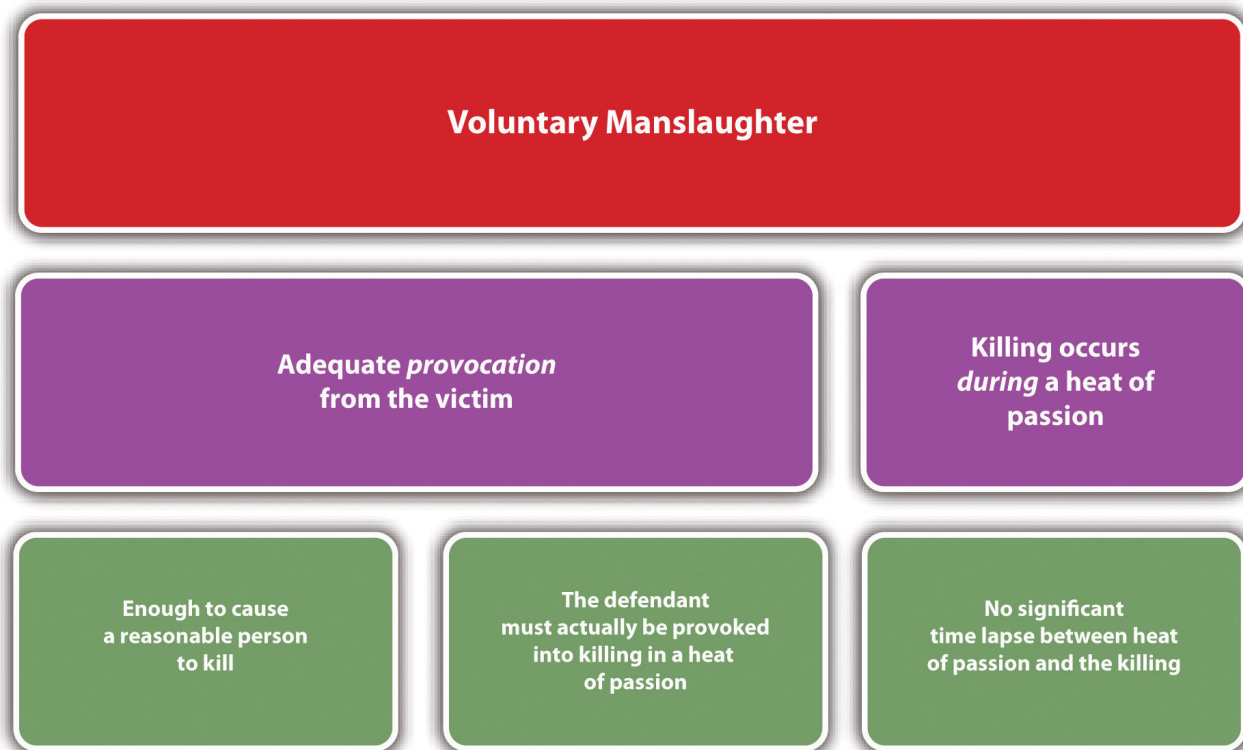 Voluntary Manslaughter
Adequate provocation
from the victim
Killing occurs
during a heat of
passion
Enough to cause
a reasonable person
to kill
The defendant
must actually be provoked
into killing in a heat
of passion
No significant
time lapse between heat
of passion and the killing